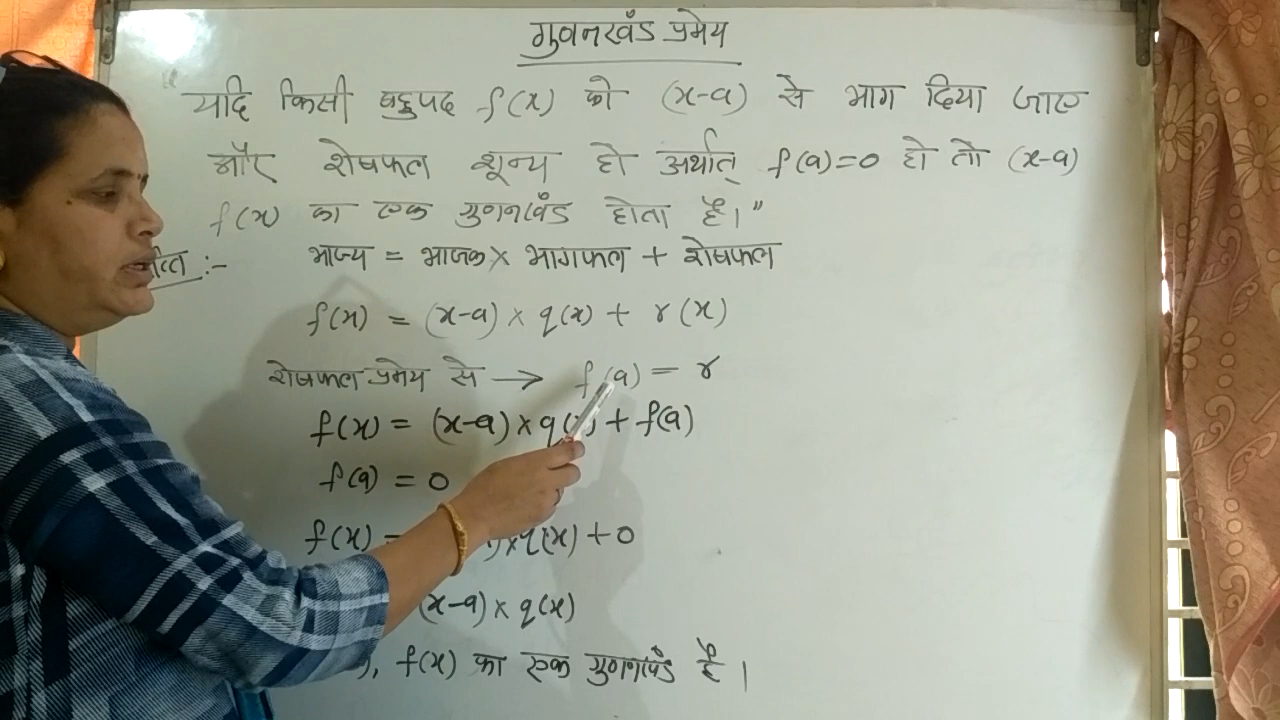 गुणनखंड प्रमेय
" यदि किसी बहुपद f(x) को (x-a) से भाग दिया जाए
और शेषफल शून्य हो अर्थात् f(a)=0 हो तो (x-a)
f(x) का एक गुणनखंड होता है।"
भाज्य = भाजक × भागफल + शेषफल
f(x) = (x-a) × q(x) + r(x)
शेषफल प्रमेय से → f(a) = r
f(x) = (x-a) × q( ) + f(a)
f(a) = 0
f(x) = ) × q(x) + 0
(x-a) × q(x)
), f(x) का एक गुणनखंड है।